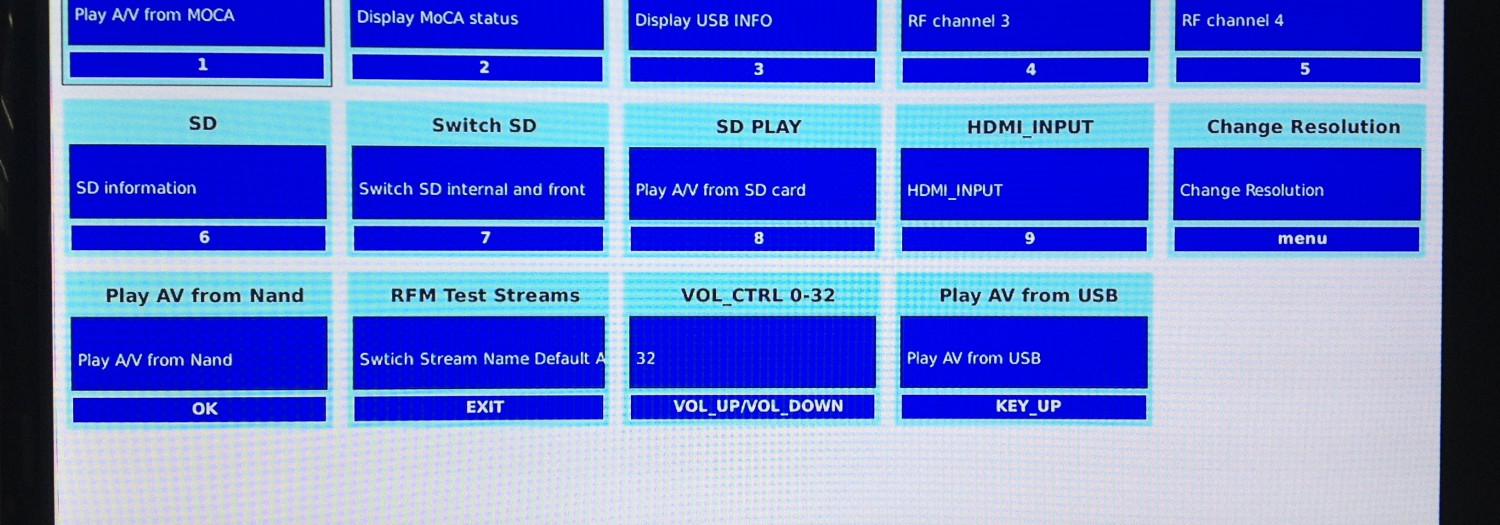 Play A/V from MOCA
Display MoCA status
Display USB INFO
RF channel 3
RF channel 4
1
2
3
4
5
SD
Switch SD
SD PLAY
HDMI_INPUT
Change Resolution
SD information
Switch SD internal and front
Play A/V from SD card
HDMI_INPUT
Change Resolution
6
7
8
9
menu
Play AV from Nand
RFM Test Streams
VOL_CTRL 0-32
Play AV from USB
Play A/V from Nand
Swtich Stream Name Default A
32
Play AV from USB
OK
EXIT
VOL_UP/VOL_DOWN
KEY_UP